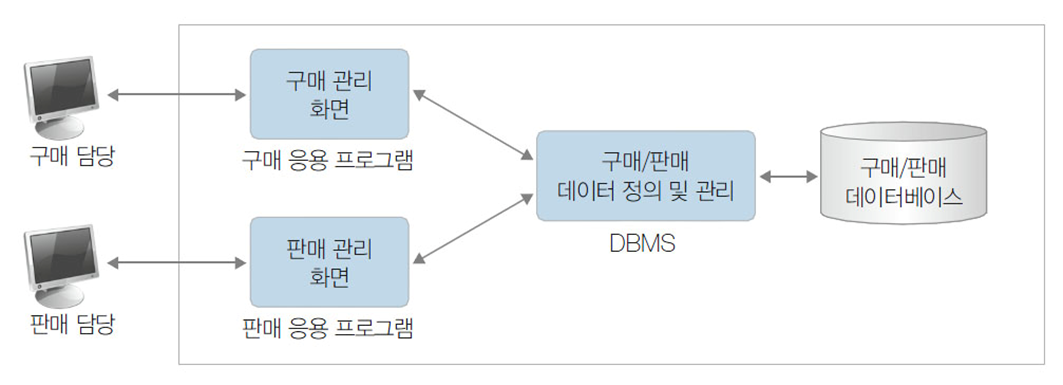 구매 담당
구매 관리
화면
구매 응용 프로그램
판매 담당
판매 관리
화면
판매 응용 프로그램
구매/판매
데이터 정의 및 관리
DBMS
구매/판매
데이터베이스